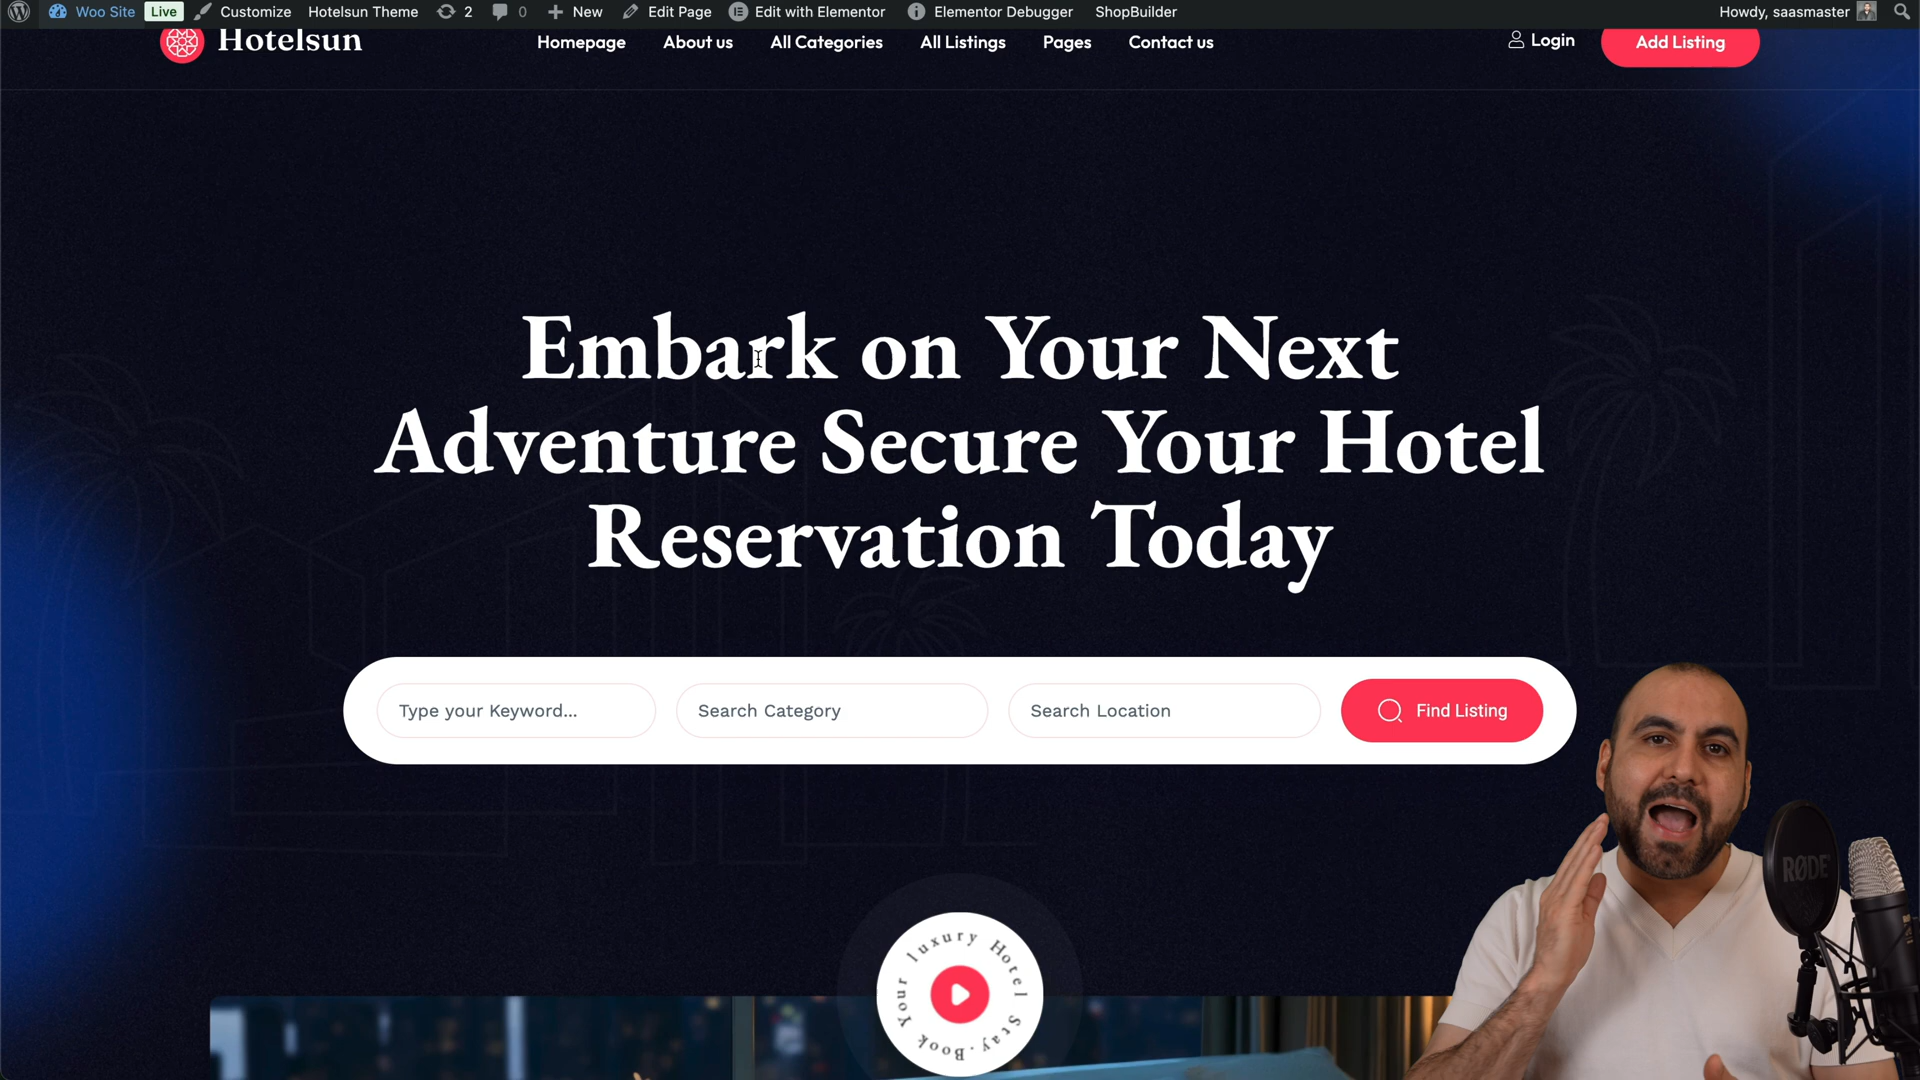 Woo Site Live Customize Hotelsun Theme 2 0 New Edit Page Edit with Elementor Elementor Debugger ShopBuilder Howdy, saasmaster
Hotelsun Homepage About us All Categories All Listings Pages Contact us Login Add Listing
Embark on Your Next
Adventure Secure Your Hotel
Reservation Today
Type your Keyword... Search Category Search Location Find Listing
RØDE
Book Your luxury Hotel Stay.